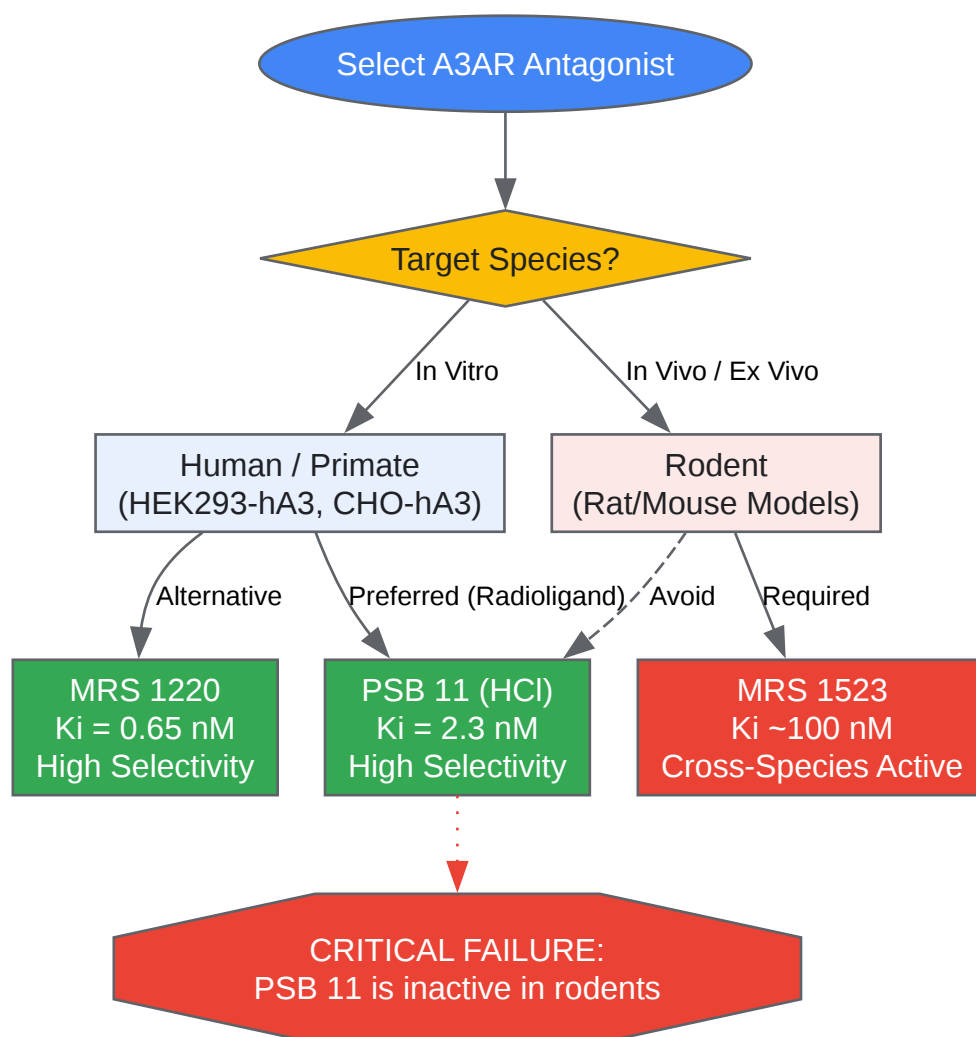 Select A3AR Antagonist
Target Species?
In Vitro
In Vivo / Ex Vivo
Human / Primate
(HEK293-hA3, CHO-hA3)
Rodent
(Rat/Mouse Models)
Alternative
Preferred (Radioligand)
Avoid
Required
MRS 1220
Ki = 0.65 nM
High Selectivity
PSB 11 (HCl)
Ki = 2.3 nM
High Selectivity
MRS 1523
Ki ~100 nM
Cross-Species Active
CRITICAL FAILURE:
PSB 11 is inactive in rodents